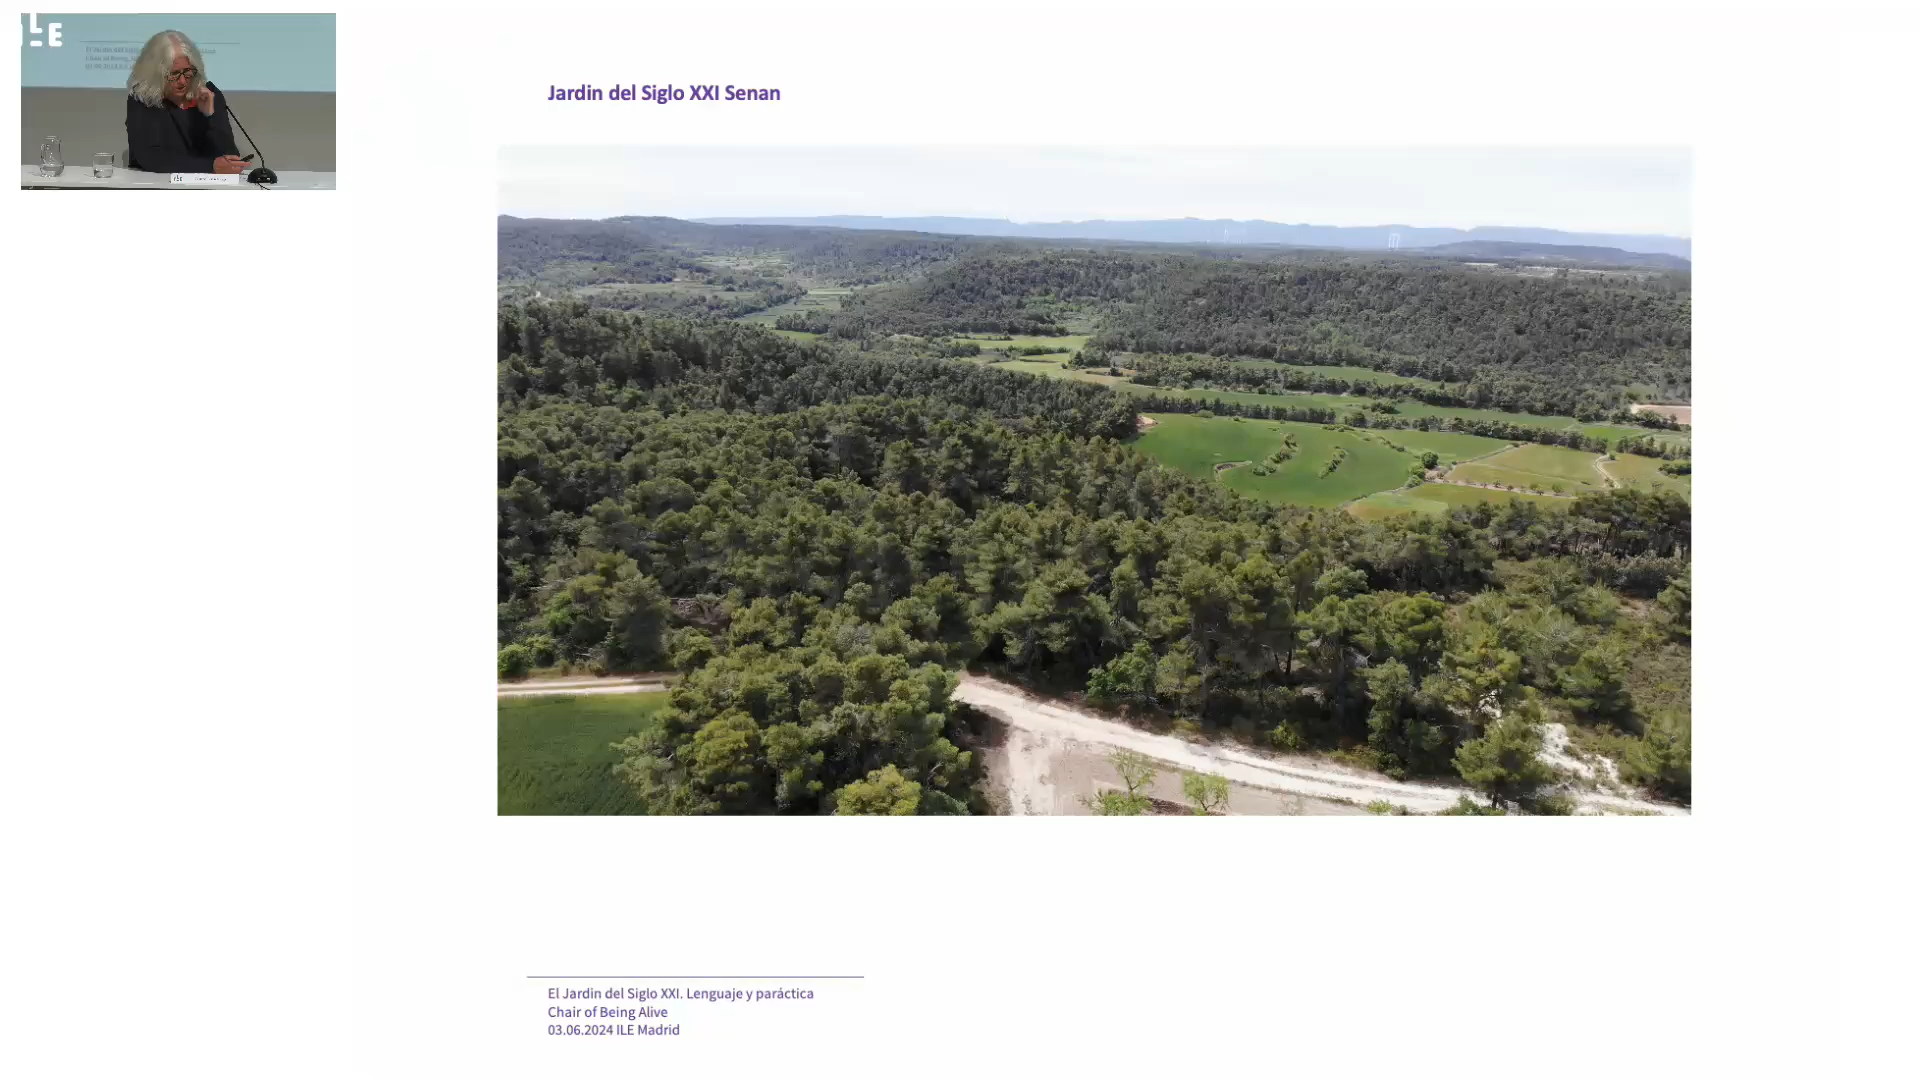 ILE
Jardin del Siglo XXI Senan
El Jardin del Siglo XXI. Lenguaje y paráctica
Chair of Being Alive
03.06.2024 ILE Madrid